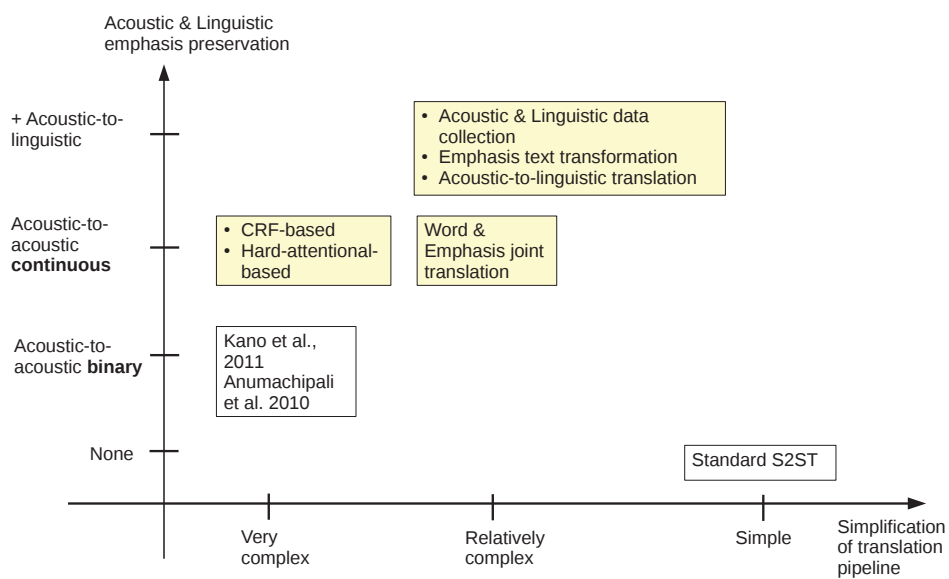 Acoustic & Linguistic
emphasis preservation
+ Acoustic-to-
linguistic
• Acoustic & Linguistic data
collection
• Emphasis text transformation
• Acoustic-to-linguistic translation
Acoustic-to-
acoustic
continuous
• CRF-based
• Hard-attentional-
based
Word &
Emphasis joint
translation
Acoustic-to-
acoustic binary
Kano et al.,
2011
Anumachipali
et al. 2010
None
Standard S2ST
Very
complex
Relatively
complex
Simple
Simplification
of translation
pipeline